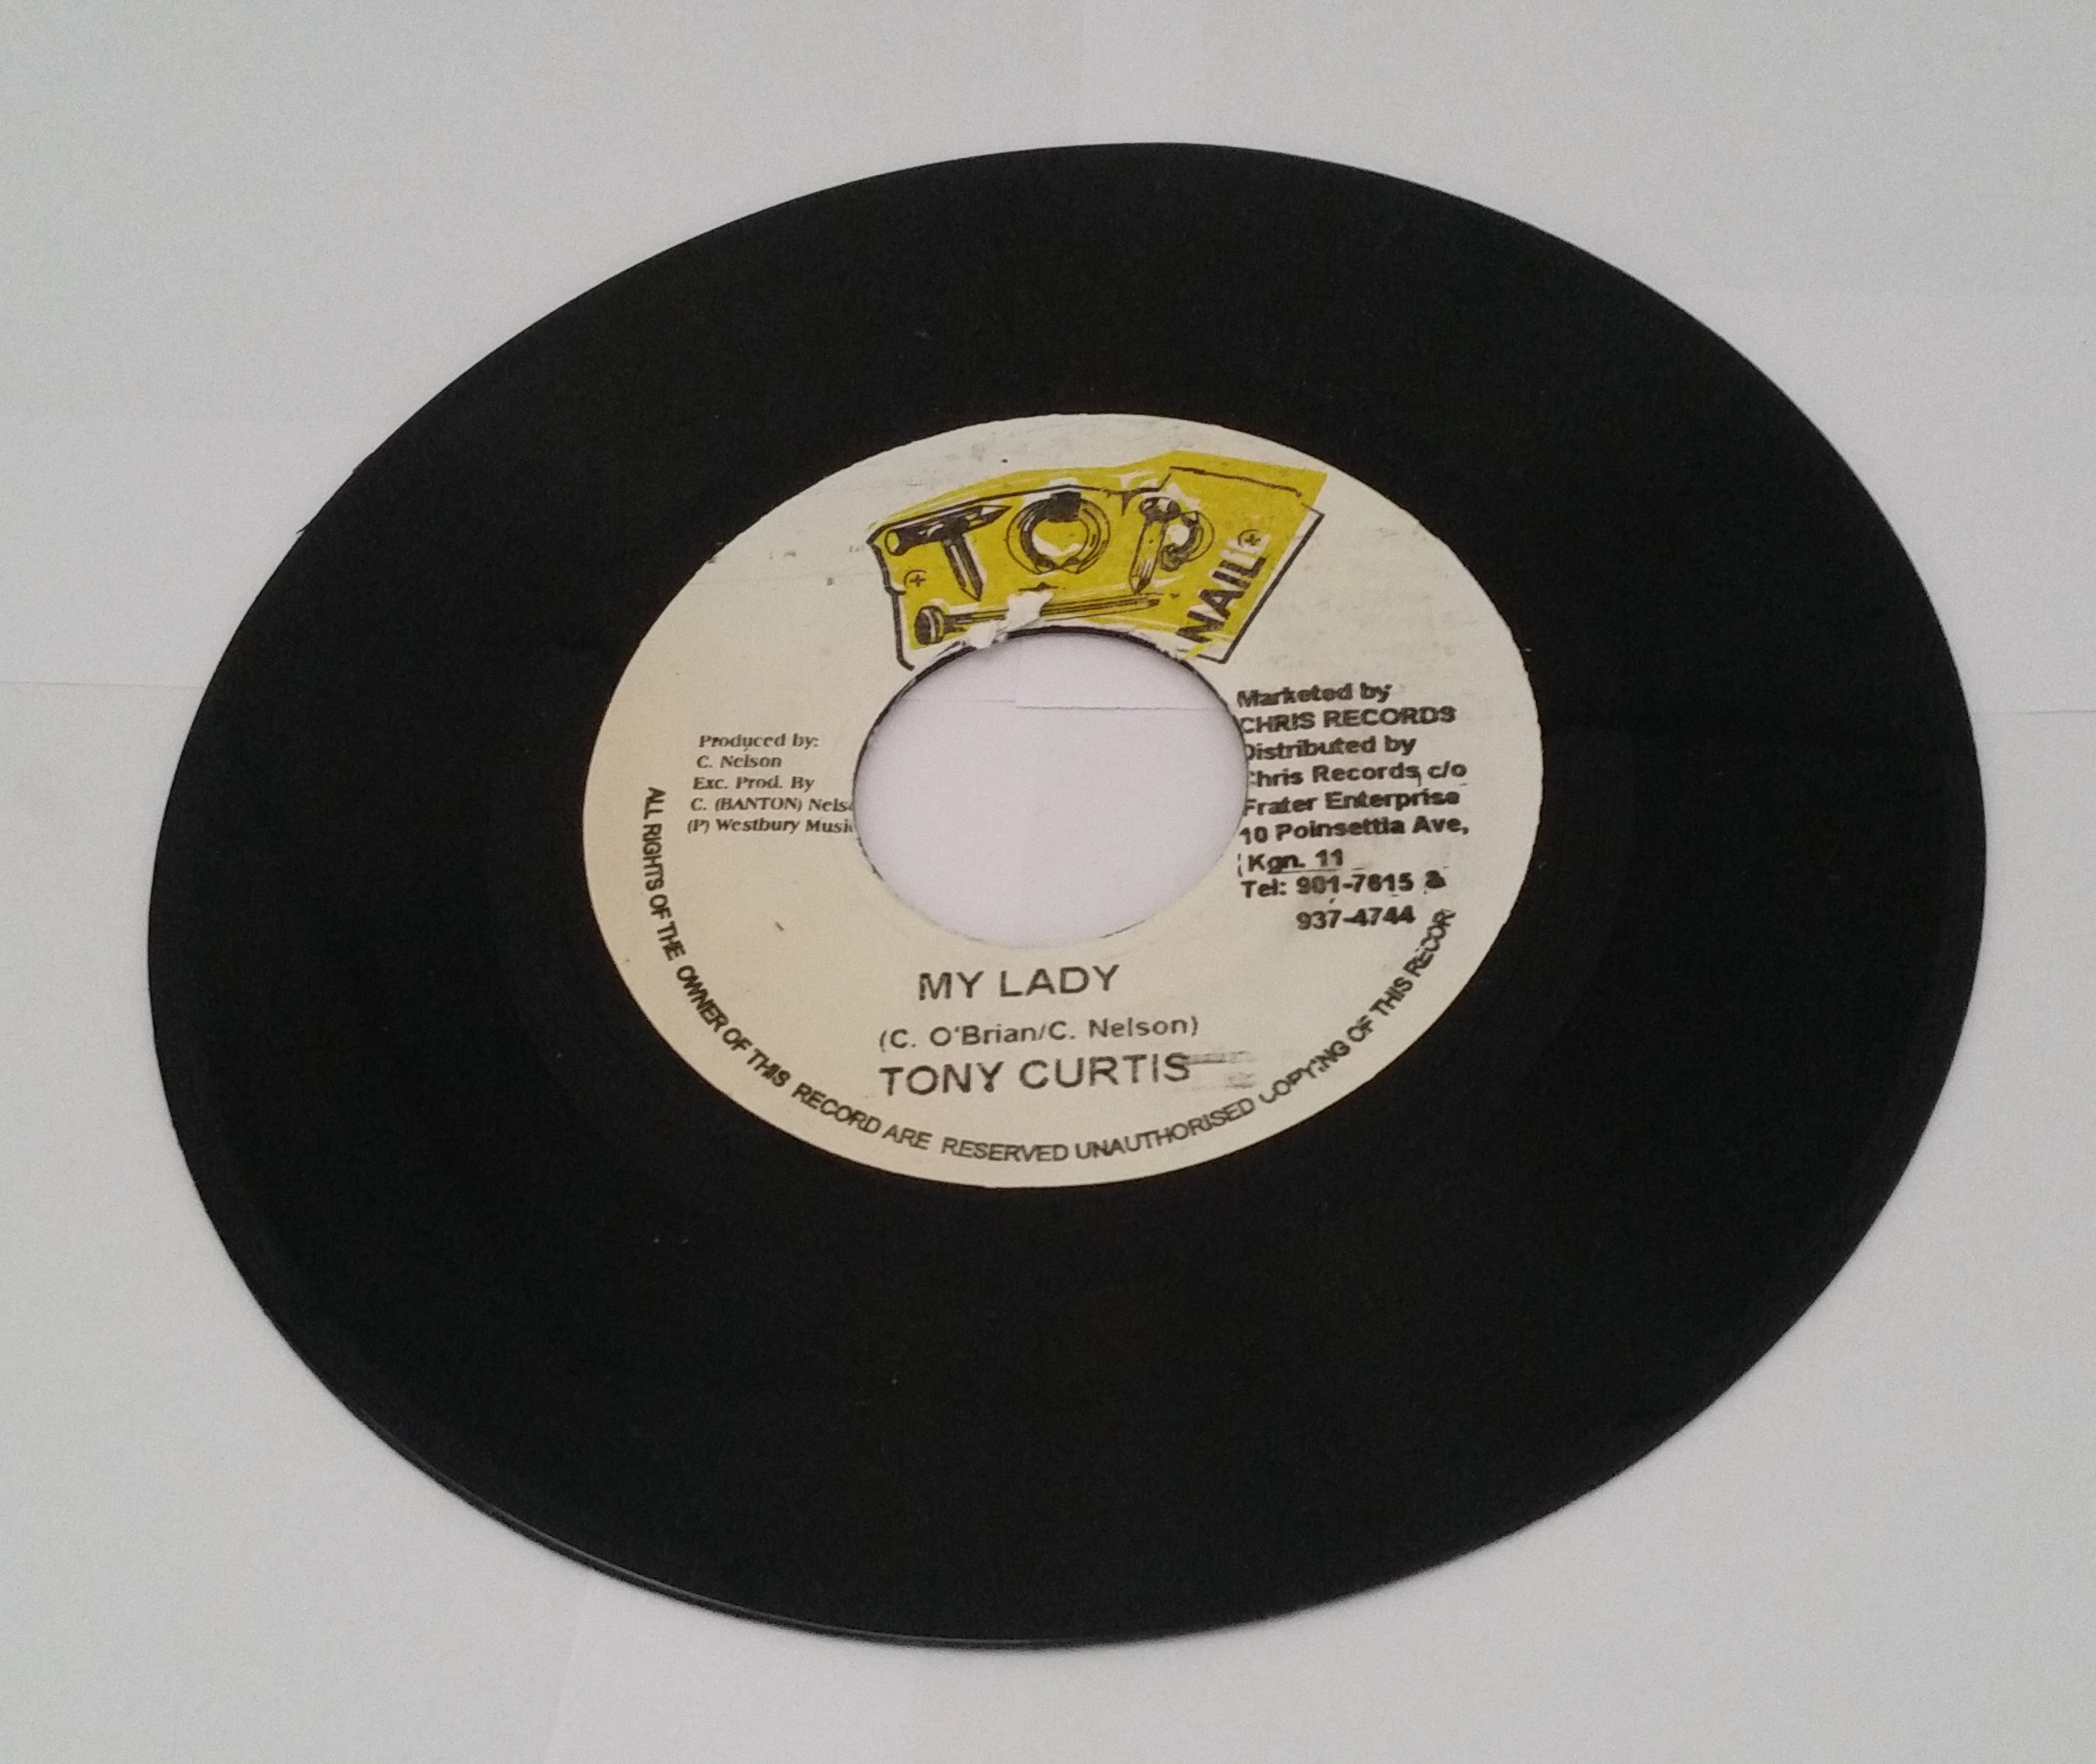 TOP
NAIL
Produced by:
C. Nelson
Exc. Prod. By
C. (BANTON) Nels
(P) Westbury Musi
Marketed by
CHRIS RECORDS
Distributed by
Chris Records c/o
Frater Enterprise
10 Poinsettia Ave,
Kgn. 11
Tel: 901-7615 &
937-4744
MY LADY
(C. O'Brian/C. Nelson)
TONY CURTIS
ALL RIGHTS OF THE OWNER OF THIS RECORD ARE RESERVED UNAUTHORISED COPYING OF THIS RECOR